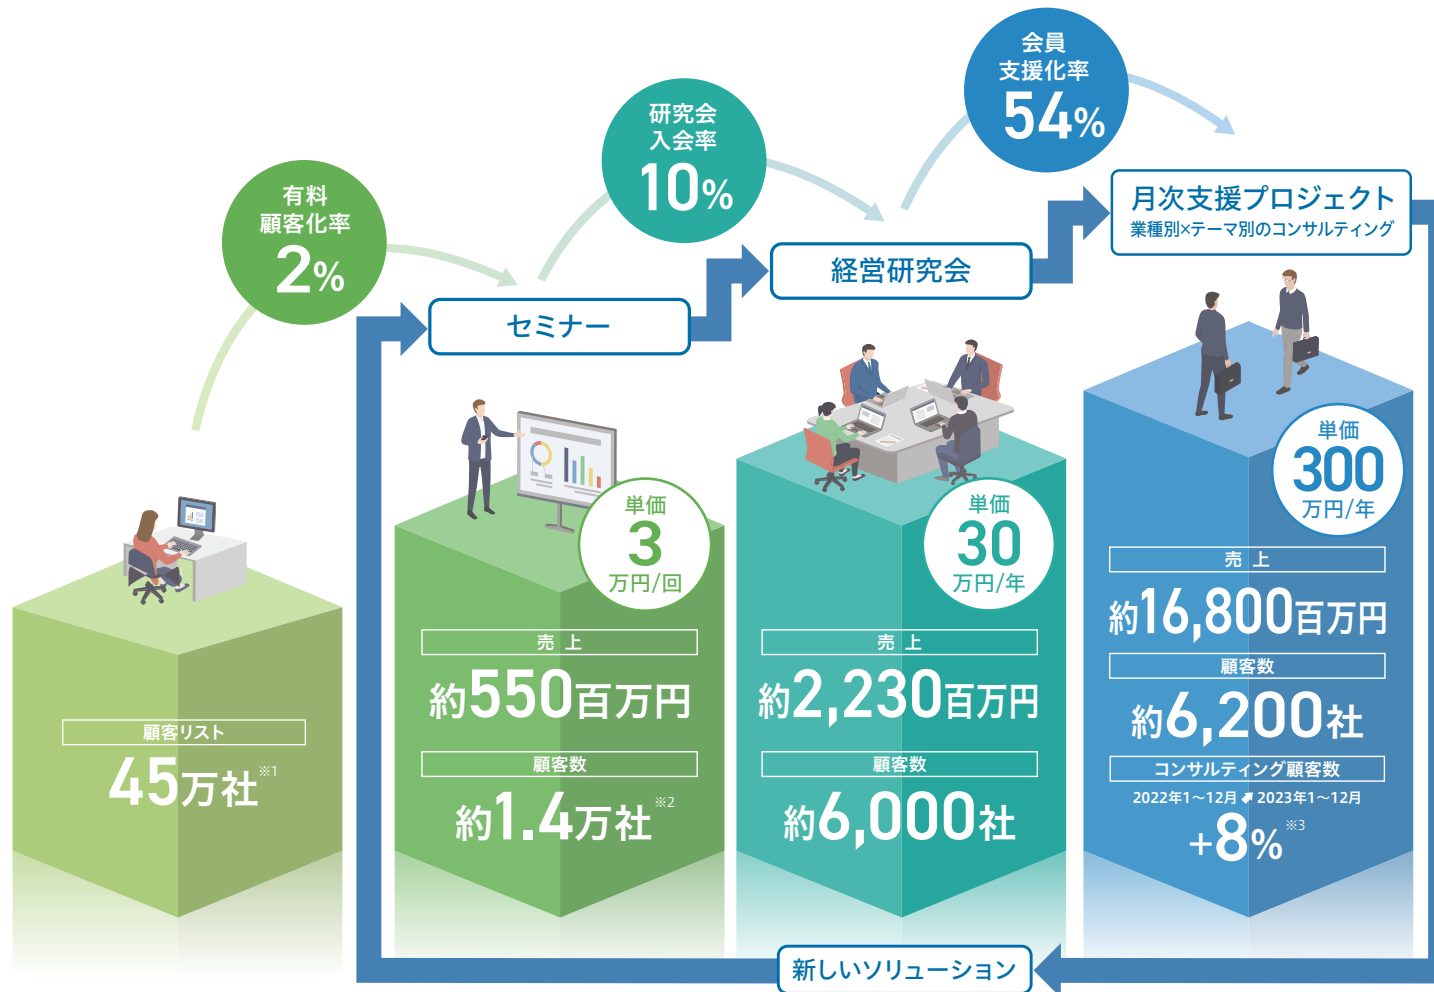 有料
顧客化率
2%
研究会
入会率
10%
会員
支援化率
54%
セミナー
経営研究会
月次支援プロジェクト
業種別×テーマ別のコンサルティング
顧客リスト
45万社※1
単価
3
万円/回
売上
約550百万円
顧客数
約1.4万社※2
単価
30
万円/年
売上
約2,230百万円
顧客数
約6,000社
単価
300
万円/年
売上
約16,800百万円
顧客数
約6,200社
コンサルティング顧客数
2022年1〜12月 2023年1〜12月
+8%※3
新しいソリューション